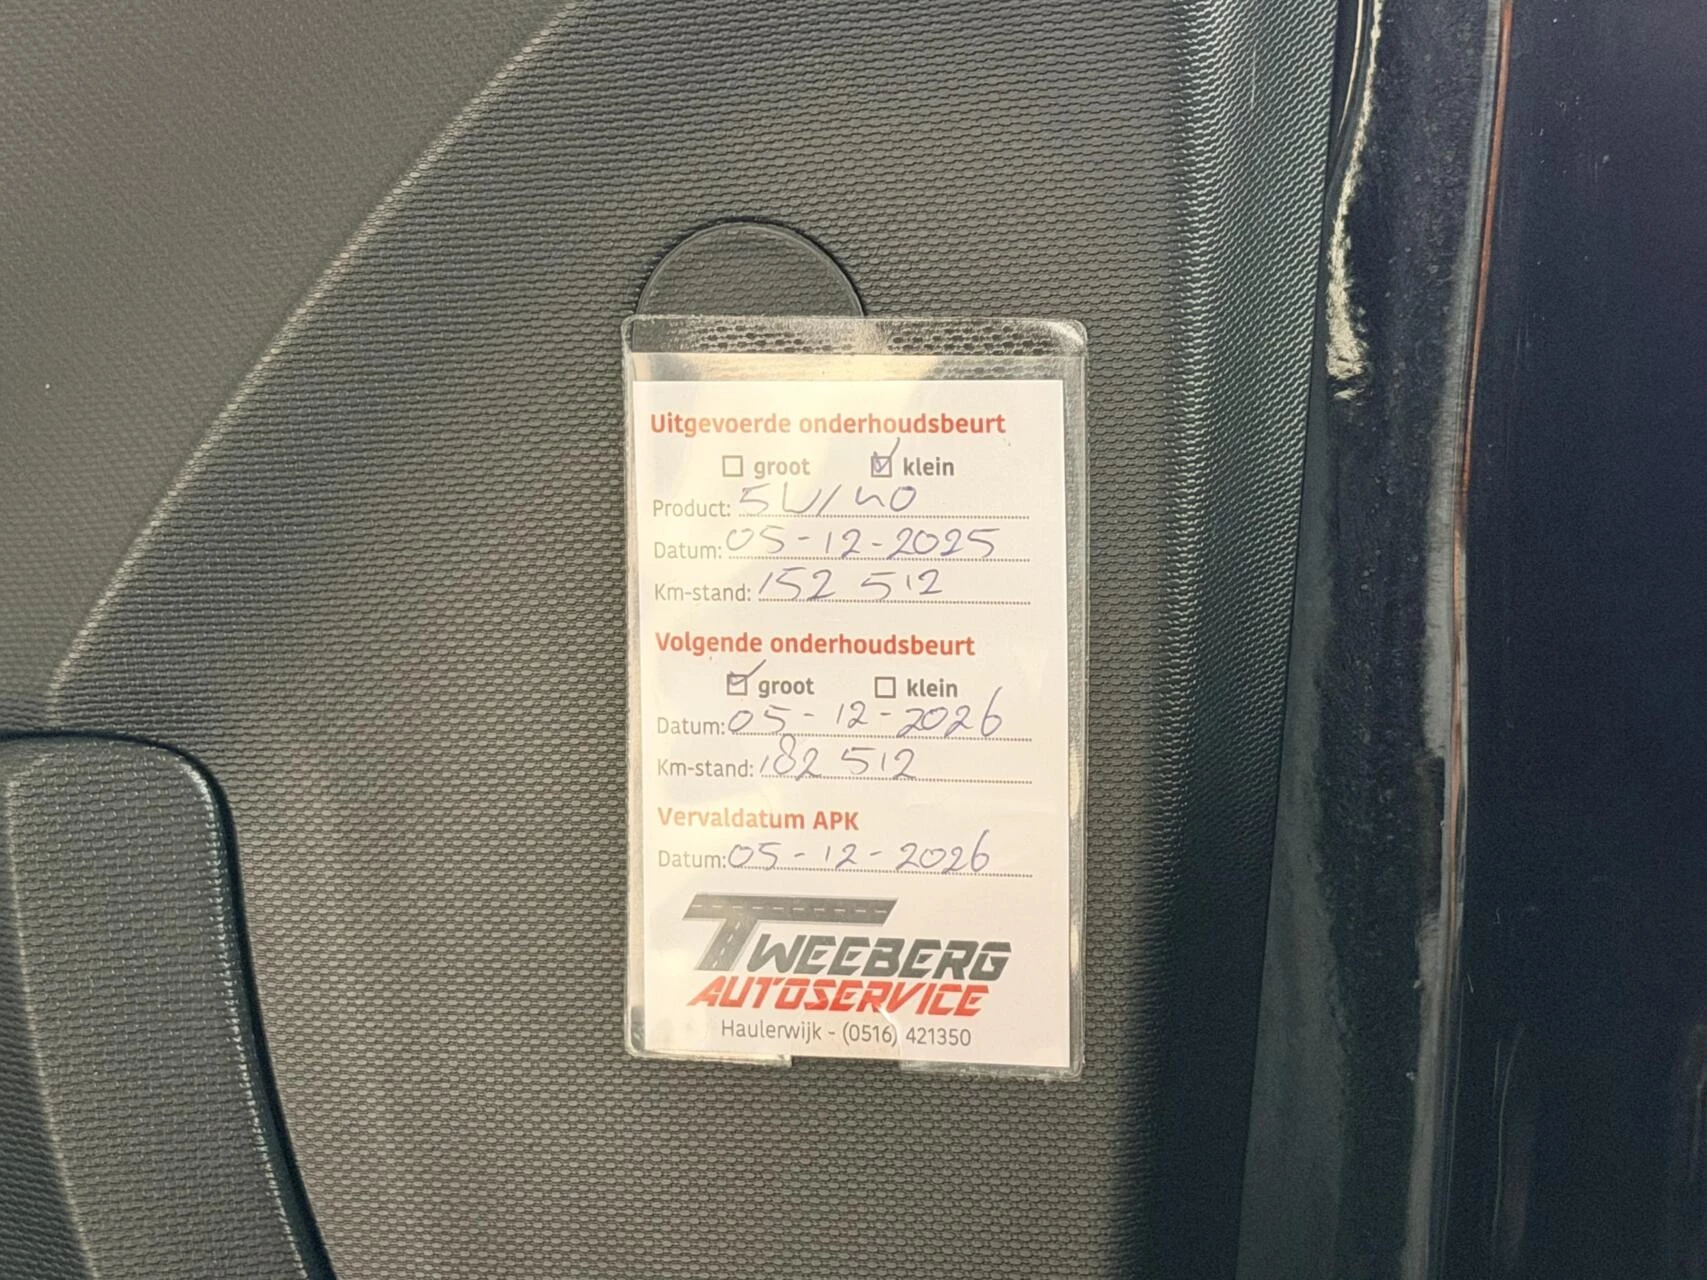 Uitgevoerde onderhoudsbeurt
groot klein
Product: 5W/40
Datum: 05-12-2025
Km-stand: 152 512
Volgende onderhoudsbeurt
groot klein
Datum: 05-12-2026
Km-stand: 182 512
Vervaldatum APK
Datum: 05-12-2026
TWEEBERG
AUTOSERVICE
Haulerwijk - (0516) 421350